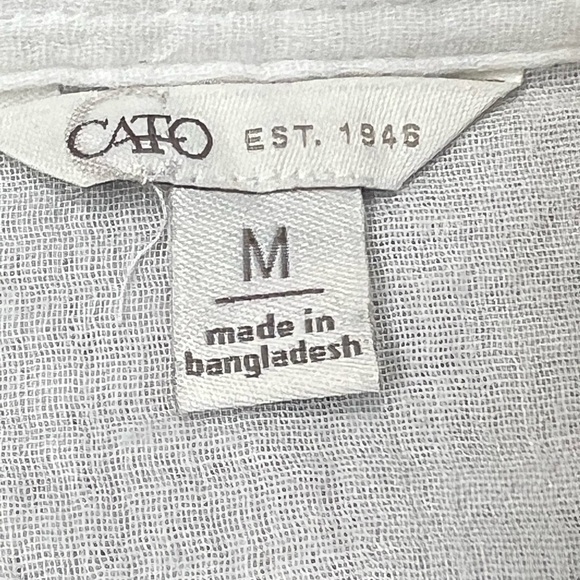 CATO EST. 1946
M
made in
bangladesh